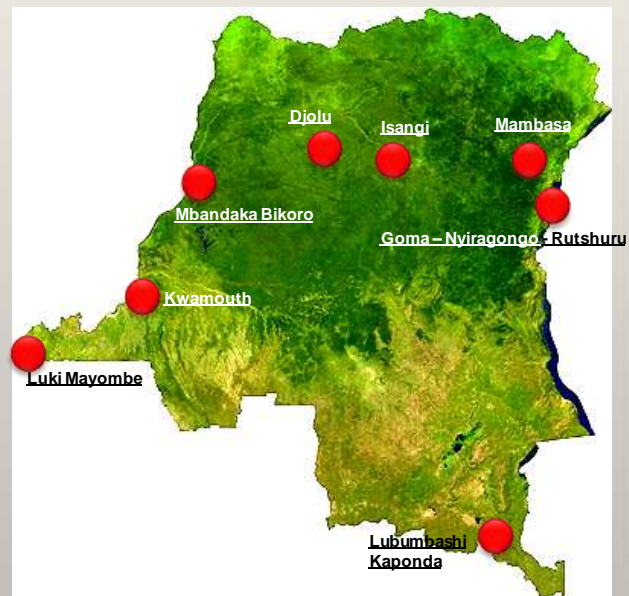 Djolu
Isangi
Mambasa
Mbandaka Bikoro
Goma – Nyiragongo - Rutshuru
Kwamouth
Luki Mayombe
Lubumbashi
Kaponda